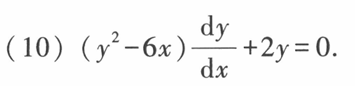 (10) (y²-6x) dy/dx +2y=0.